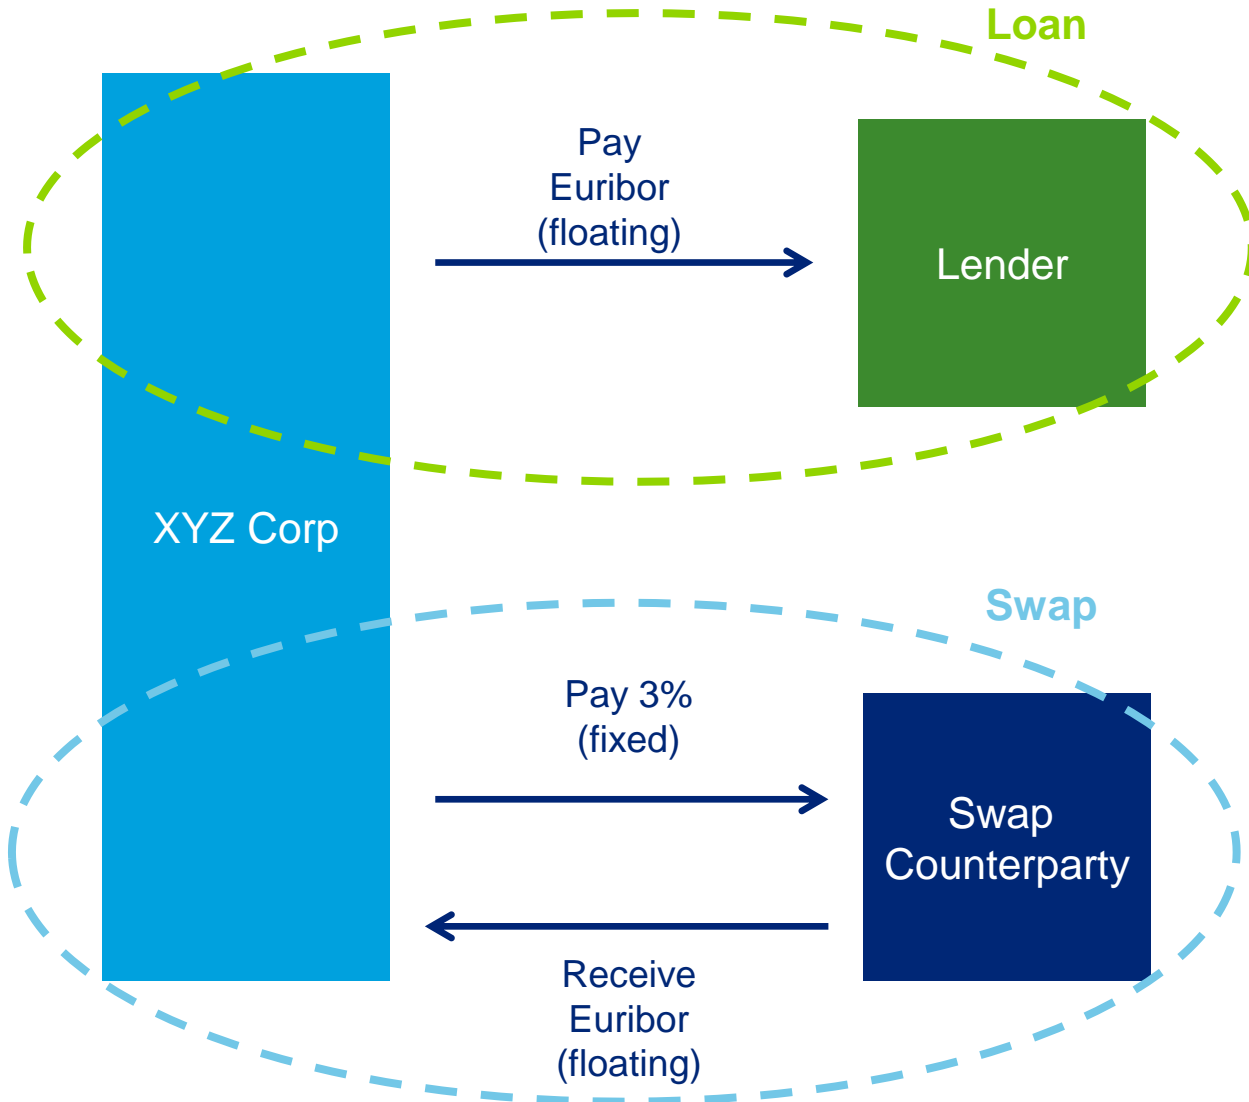 Loan
Pay
Euribor
(floating)
Lender
XYZ Corp
Swap
Pay 3%
(fixed)
Swap
Counterparty
Receive
Euribor
(floating)